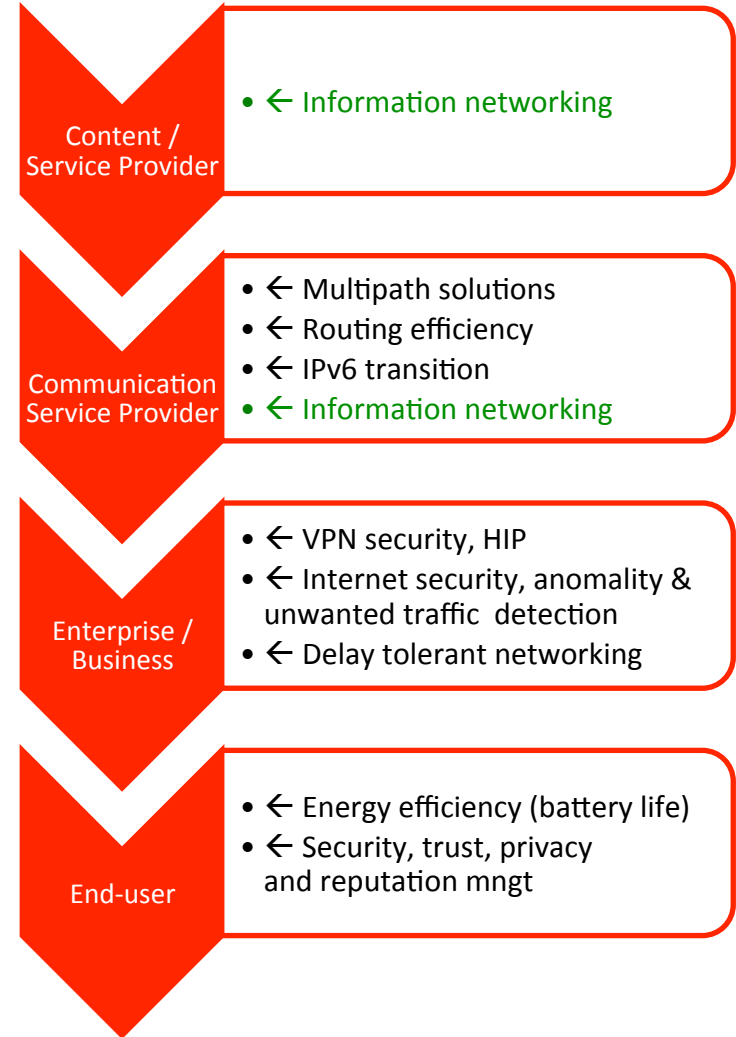 Content /
Service Provider
• ← Information networking
Communication
Service Provider
• ← Multipath solutions
• ← Routing efficiency
• ← IPv6 transition
• ← Information networking
Enterprise /
Business
• ← VPN security, HIP
• ← Internet security, anomality &
unwanted traffic detection
• ← Delay tolerant networking
End-user
• ← Energy efficiency (battery life)
• ← Security, trust, privacy
and reputation mngt